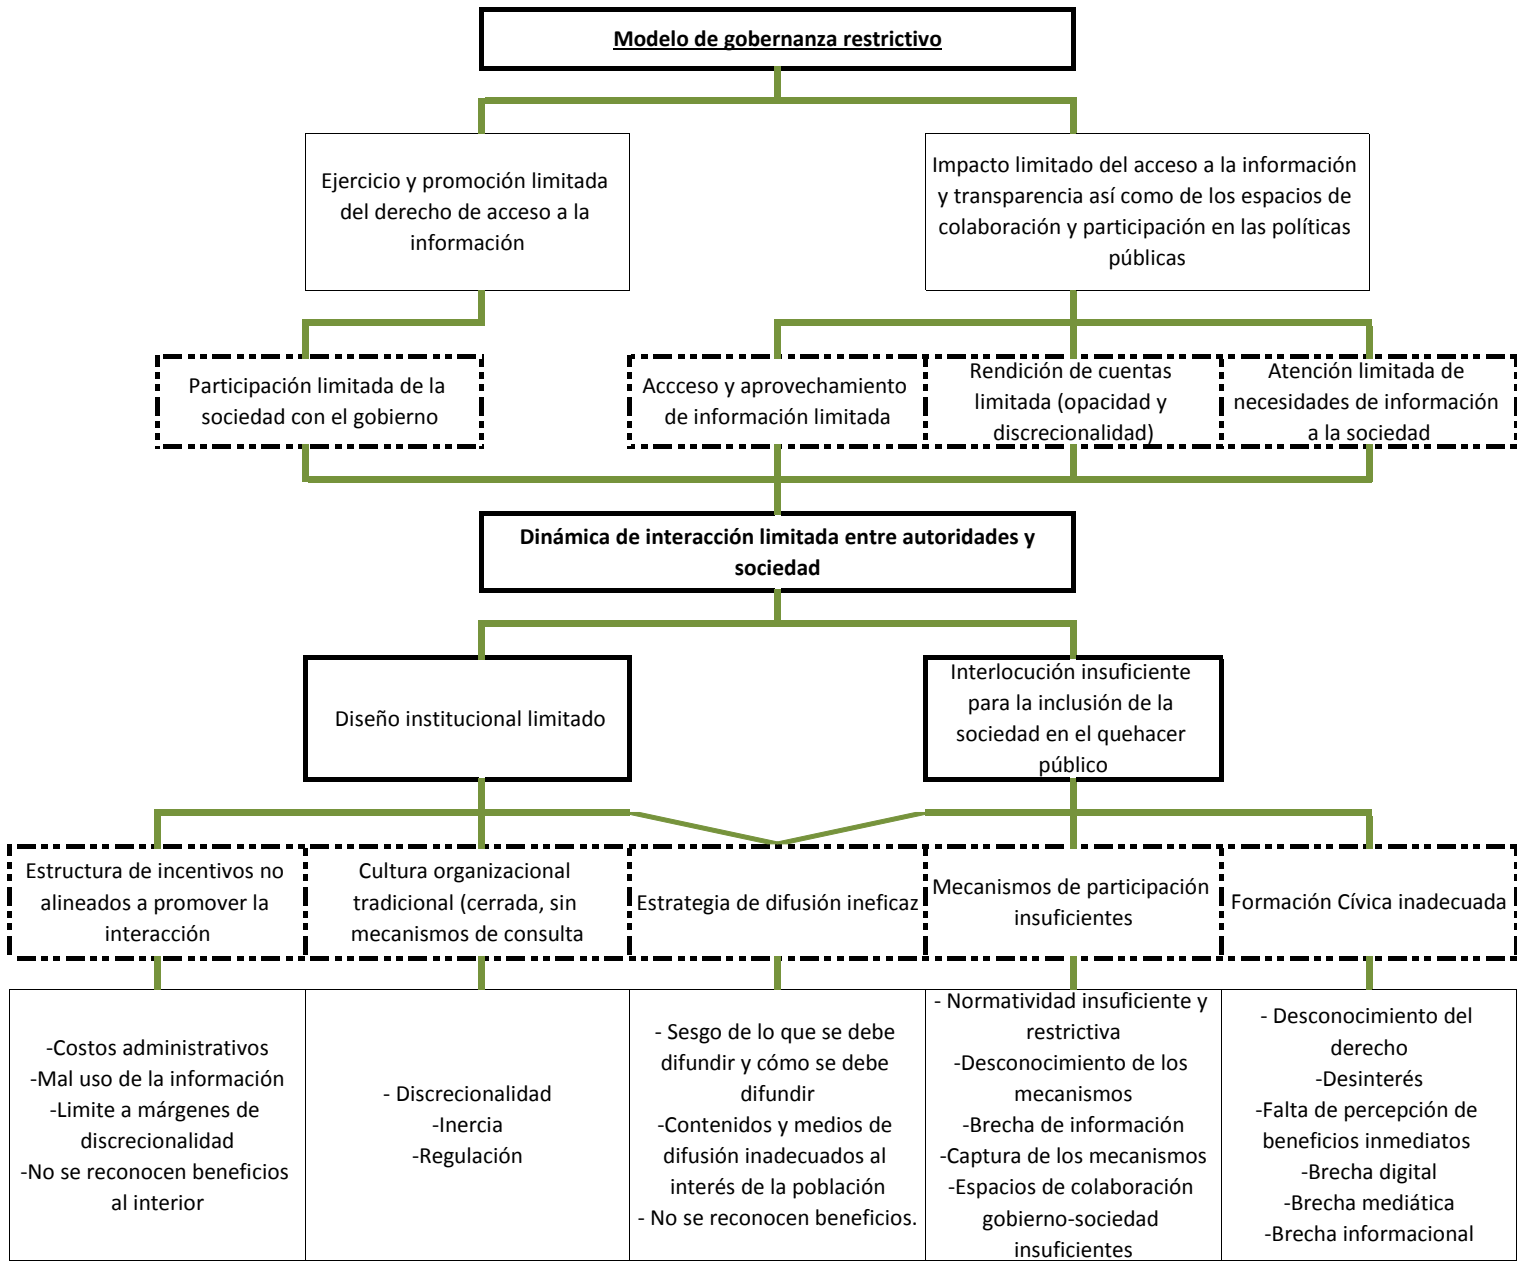 Modelo de gobernanza restrictivo
Ejercicio y promoción limitada
del derecho de acceso a la
información
Impacto limitado del acceso a la información
y transparencia así como de los espacios de
colaboración y participación en las políticas
públicas
Participación limitada de la
sociedad con el gobierno
Accceso y aprovechamiento
de información limitada
Rendición de cuentas
limitada (opacidad y
discrecionalidad)
Atención limitada de
necesidades de información
a la sociedad
Dinámica de interacción limitada entre autoridades y
sociedad
Diseño institucional limitado
Interlocución insuficiente
para la inclusión de la
sociedad en el quehacer
público
Estructura de incentivos no
alineados a promover la
interacción
Cultura organizacional
tradicional (cerrada, sin
mecanismos de consulta
Estrategia de difusión ineficaz
Mecanismos de participación
insuficientes
Formación Cívica inadecuada
-Costos administrativos
-Mal uso de la información
-Limite a márgenes de
discrecionalidad
-No se reconocen beneficios
al interior
- Discrecionalidad
-Inercia
-Regulación
- Sesgo de lo que se debe
difundir y cómo se debe
difundir
-Contenidos y medios de
difusión inadecuados al
interés de la población
- No se reconocen beneficios.
- Normatividad insuficiente y
restrictiva
-Desconocimiento de los
mecanismos
-Brecha de información
-Captura de los mecanismos
-Espacios de colaboración
gobierno-sociedad
insuficientes
- Desconocimiento del
derecho
-Desinterés
-Falta de percepción de
beneficios inmediatos
-Brecha digital
-Brecha mediática
-Brecha informacional